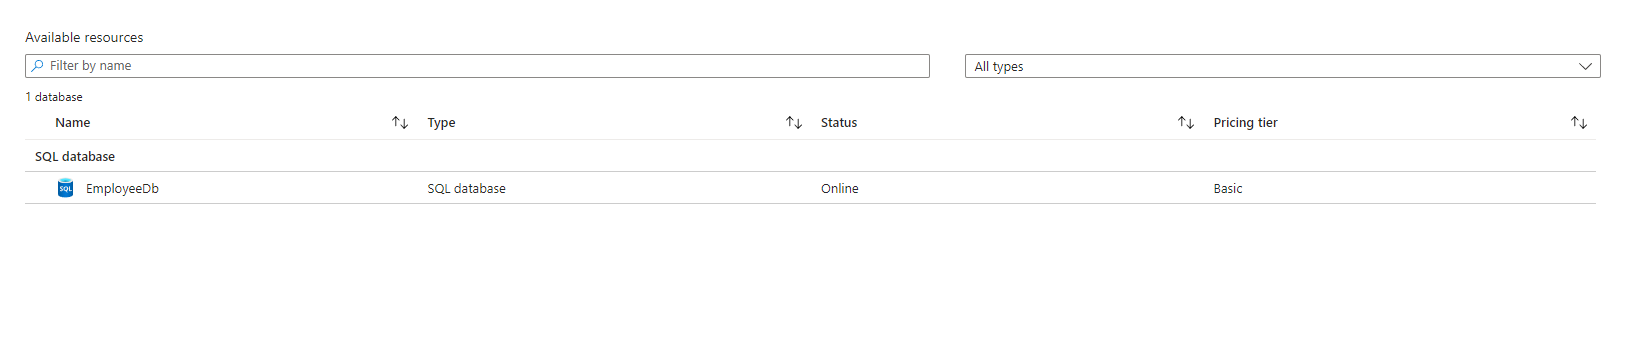 Available resources
Filter by name
All types
1 database
Name Type Status Pricing tier
SQL database
SQL EmployeeDb SQL database Online Basic